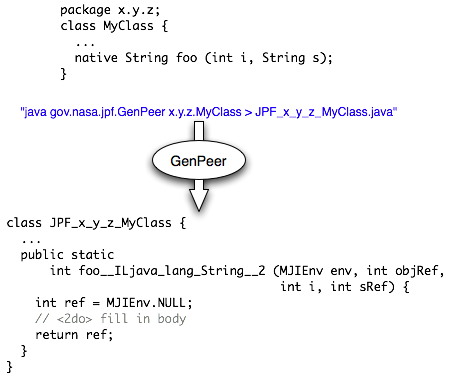 package x.y.z;
class MyClass {
...
native String foo (int i, String s);
}
"java gov.nasa.jpf.GenPeer x.y.z.MyClass > JPF_x_y_z_MyClass.java"
GenPeer
class JPF_x_y_z_MyClass {
...
public static
int foo__ILjava_lang_String__2 (MJIEnv env, int objRef,
int i, int sRef) {
int ref = MJIEnv.NULL;
// <2do> fill in body
return ref;
}
}